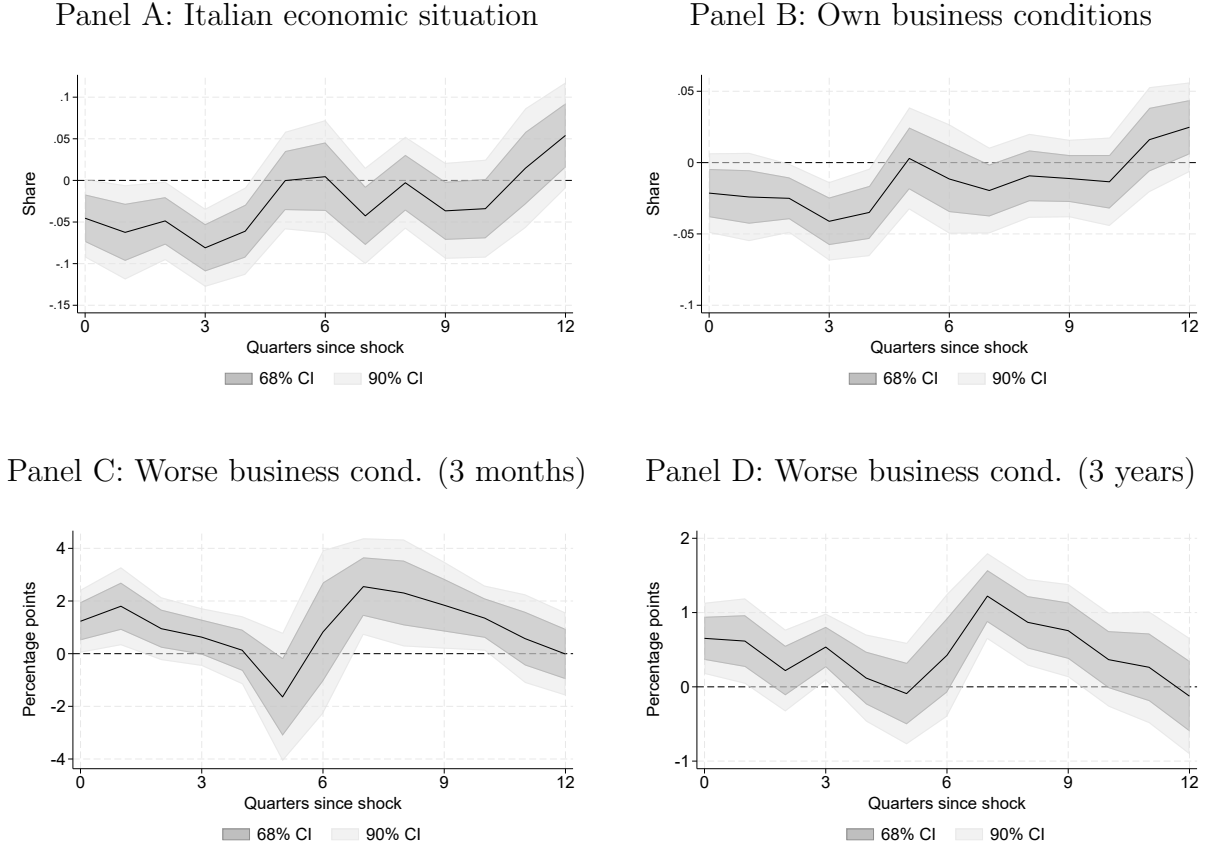 Panel A: Italian economic situation
.1
.05
0
-.05
-.1
-.15
Share
0 3 6 9 12
Quarters since shock
68% CI 90% CI
Panel B: Own business conditions
.05
0
-.05
-.1
Share
0 3 6 9 12
Quarters since shock
68% CI 90% CI
Panel C: Worse business cond. (3 months)
4
2
0
-2
-4
Percentage points
0 3 6 9 12
Quarters since shock
68% CI 90% CI
Panel D: Worse business cond. (3 years)
2
1
0
-1
Percentage points
0 3 6 9 12
Quarters since shock
68% CI 90% CI